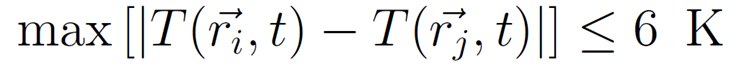 max [|T(r⃗ᵢ, t) − T(r⃗ⱼ, t)|] ≤ 6 K